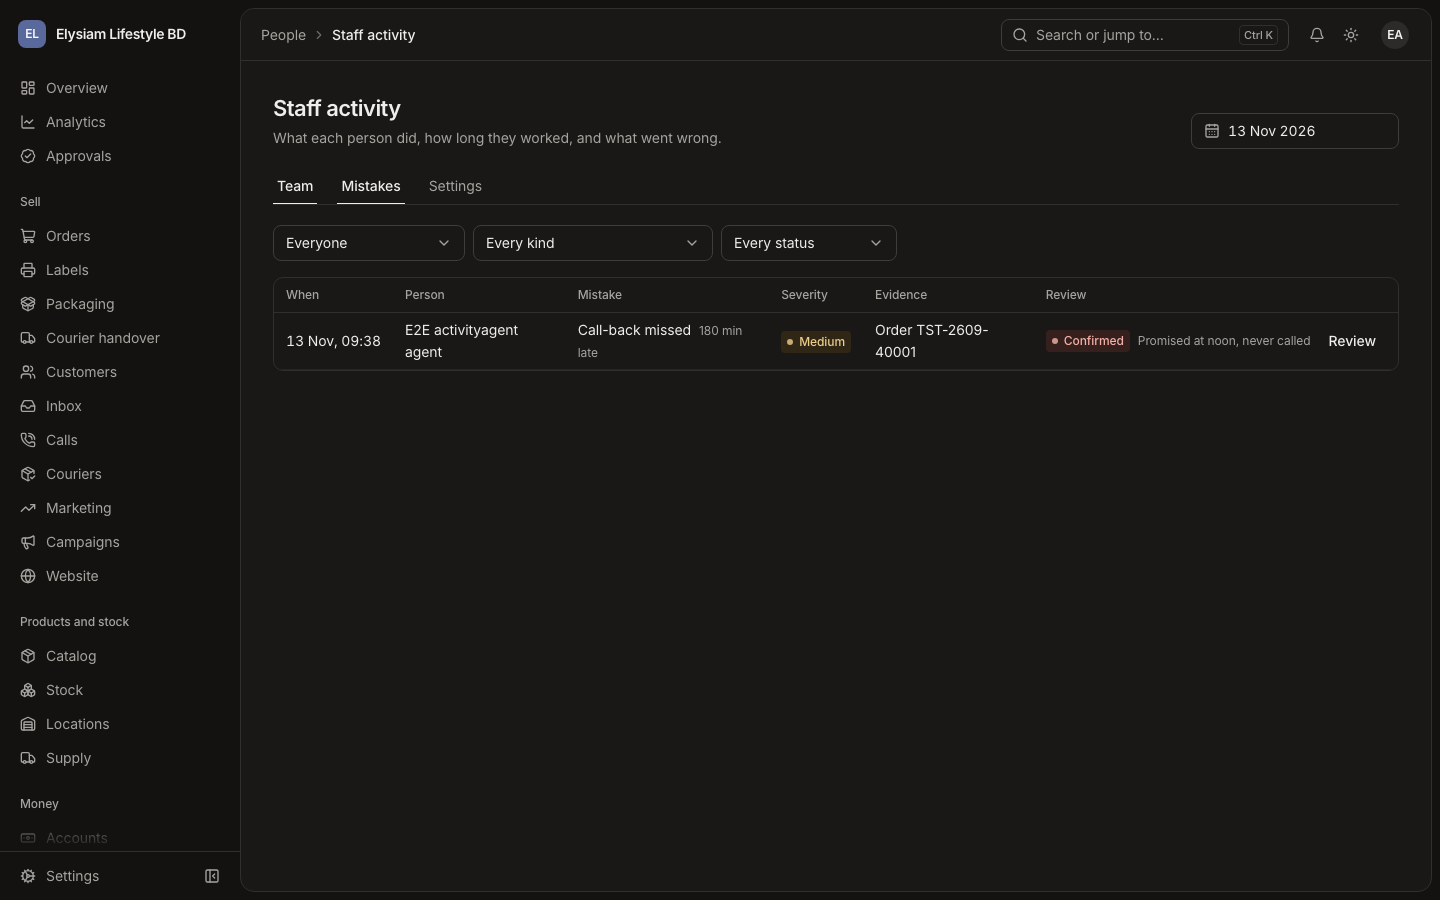 EL Elysiam Lifestyle BD
People > Staff activity
Search or jump to... Ctrl K
EA
Overview
Analytics
Approvals
Sell
Orders
Labels
Packaging
Courier handover
Customers
Inbox
Calls
Couriers
Marketing
Campaigns
Website
Products and stock
Catalog
Stock
Locations
Supply
Money
Accounts
Settings
Staff activity
What each person did, how long they worked, and what went wrong.
13 Nov 2026
Team Mistakes Settings
Everyone Every kind Every status
When Person Mistake Severity Evidence Review
13 Nov, 09:38
E2E activityagent
agent
Call-back missed 180 min
late
Medium
Order TST-2609-
40001
Confirmed Promised at noon, never called Review